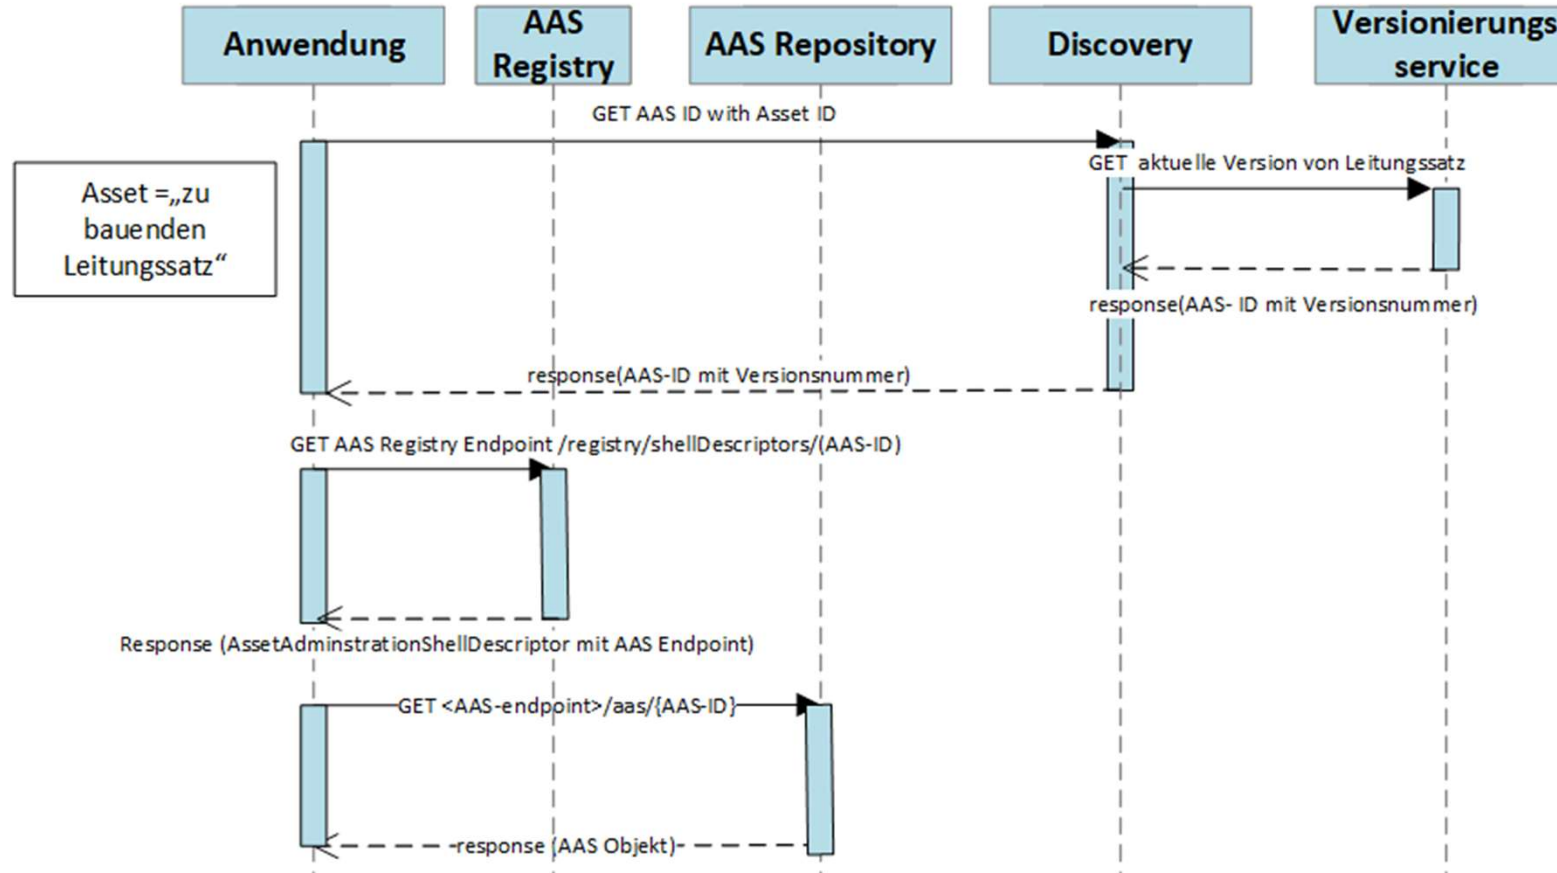 Anwendung
AAS
Registry
AAS Repository
Discovery
Versionierungs
service
GET AAS ID with Asset ID
GET  aktuelle Version von Leitungssatz
Asset =„zu
bauenden
Leitungssatz“
response(AAS- ID mit Versionsnummer)
response(AAS-ID mit Versionsnummer)
GET AAS Registry Endpoint /registry/shellDescriptors/(AAS-ID)
Response (AssetAdminstrationShellDescriptor mit AAS Endpoint)
GET <AAS-endpoint>/aas/{AAS-ID}
response (AAS Objekt)